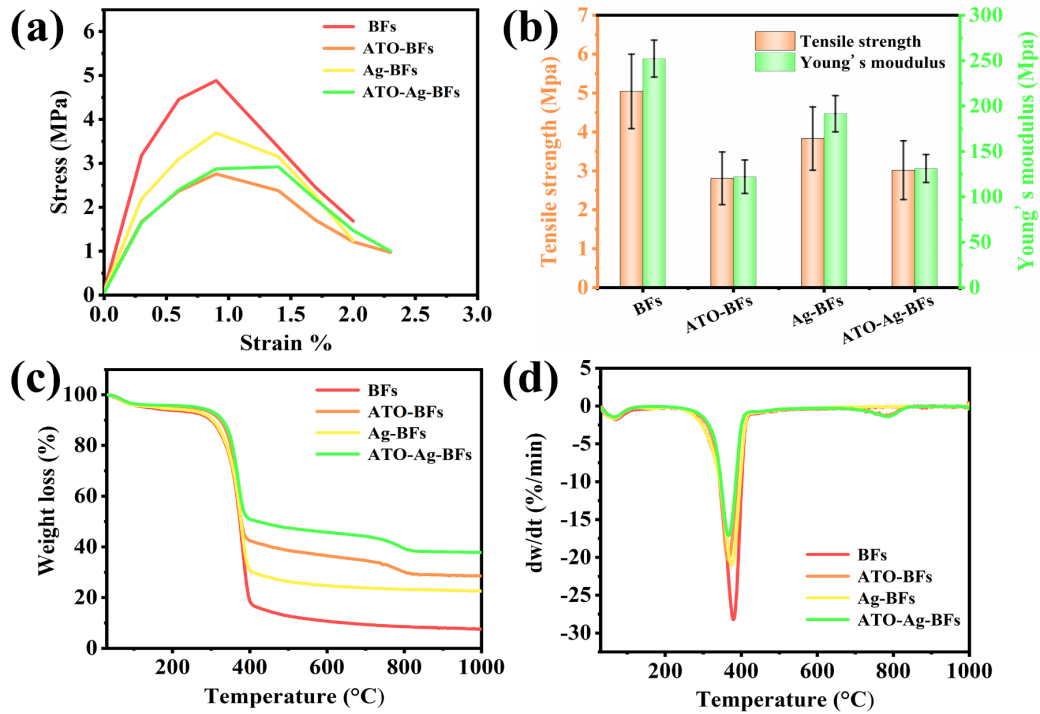 (a)
BFs
ATO-BFs
Ag-BFs
ATO-Ag-BFs
6
5
4
3
2
1
0
Stress (MPa)
0.0 0.5 1.0 1.5 2.0 2.5 3.0
Strain %
(b)
Tensile strength
Young’s moudulus
7
6
5
4
3
2
1
0
Tensile strength (Mpa)
300
250
200
150
100
50
0
Young’s moudulus (Mpa)
BFs ATO-BFs Ag-BFs ATO-Ag-BFs
(c)
BFs
ATO-BFs
Ag-BFs
ATO-Ag-BFs
100
80
60
40
20
0
Weight loss (%)
200 400 600 800 1000
Temperature (°C)
(d)
5
0
-5
-10
-15
-20
-25
-30
dw/dt (%/min)
BFs
ATO-BFs
Ag-BFs
ATO-Ag-BFs
200 400 600 800 1000
Temperature (°C)